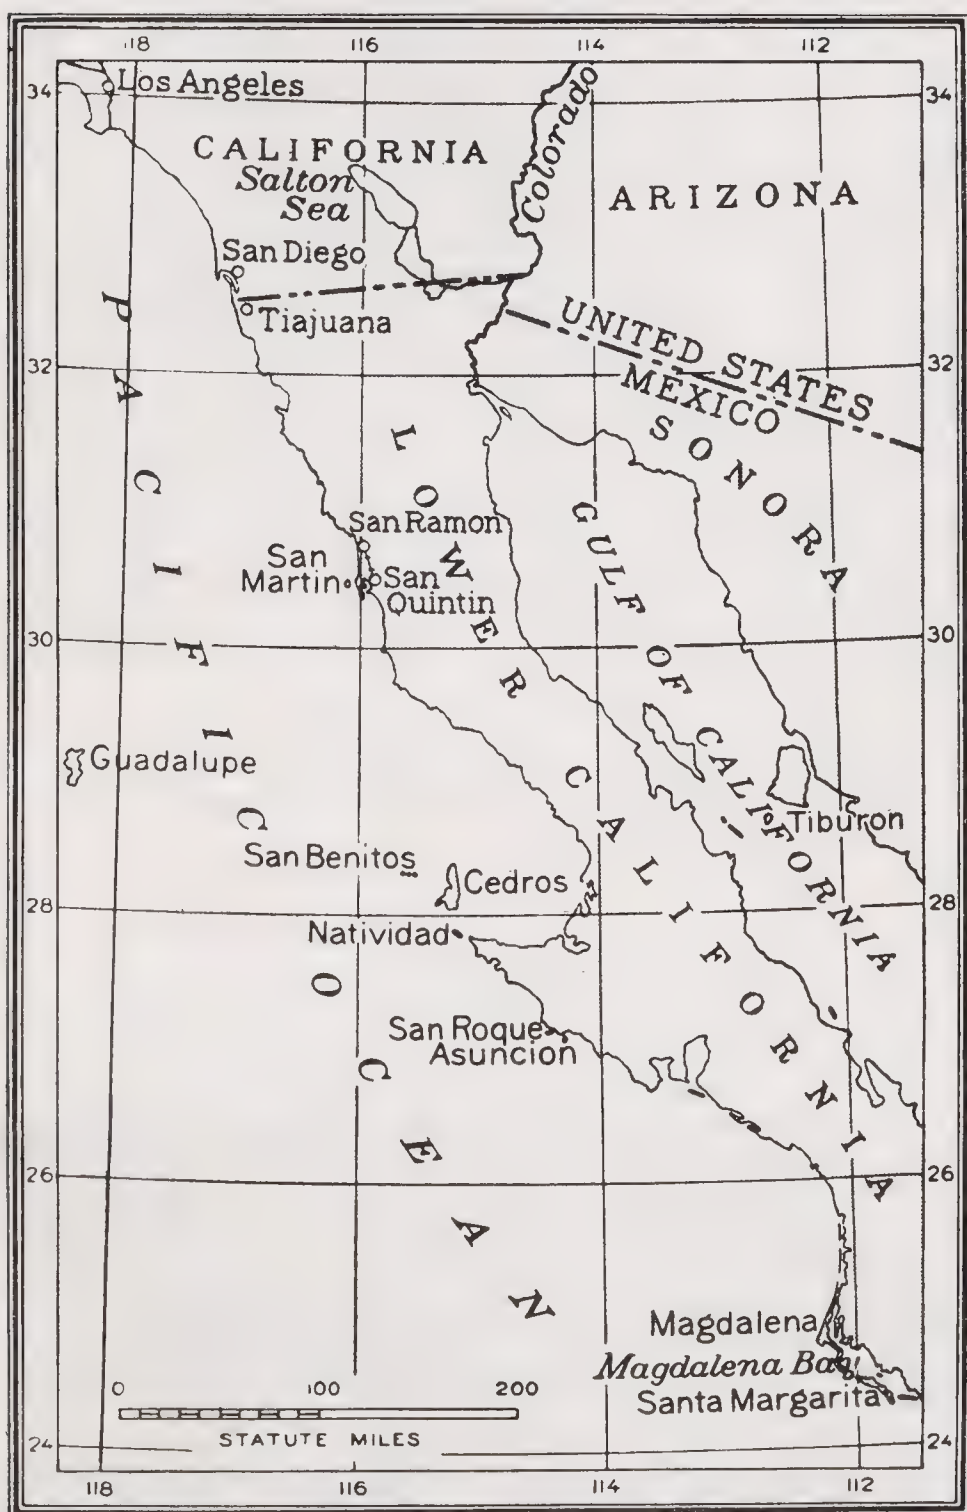 118 116 114 112
34 Los Angeles 34
Colorado
CALIFORNIA
Salton
Sea
ARIZONA
San Diego
Tiajuana
UNITED STATES
MEXICO
32 32
SONORA
PACIFIC OCEAN
LOWER CALIFORNIA
GULF OF CALIFORNIA
San Ramon
San
Martin
San
Quintin
30 30
Guadalupe
Tiburon
San Benitos
Cedros
28 28
Natividad
San Roque
Asuncion
26 26
Magdalena
Magdalena Bay
Santa Margarita
0 100 200
STATUTE MILES
24 24
118 116 114 112